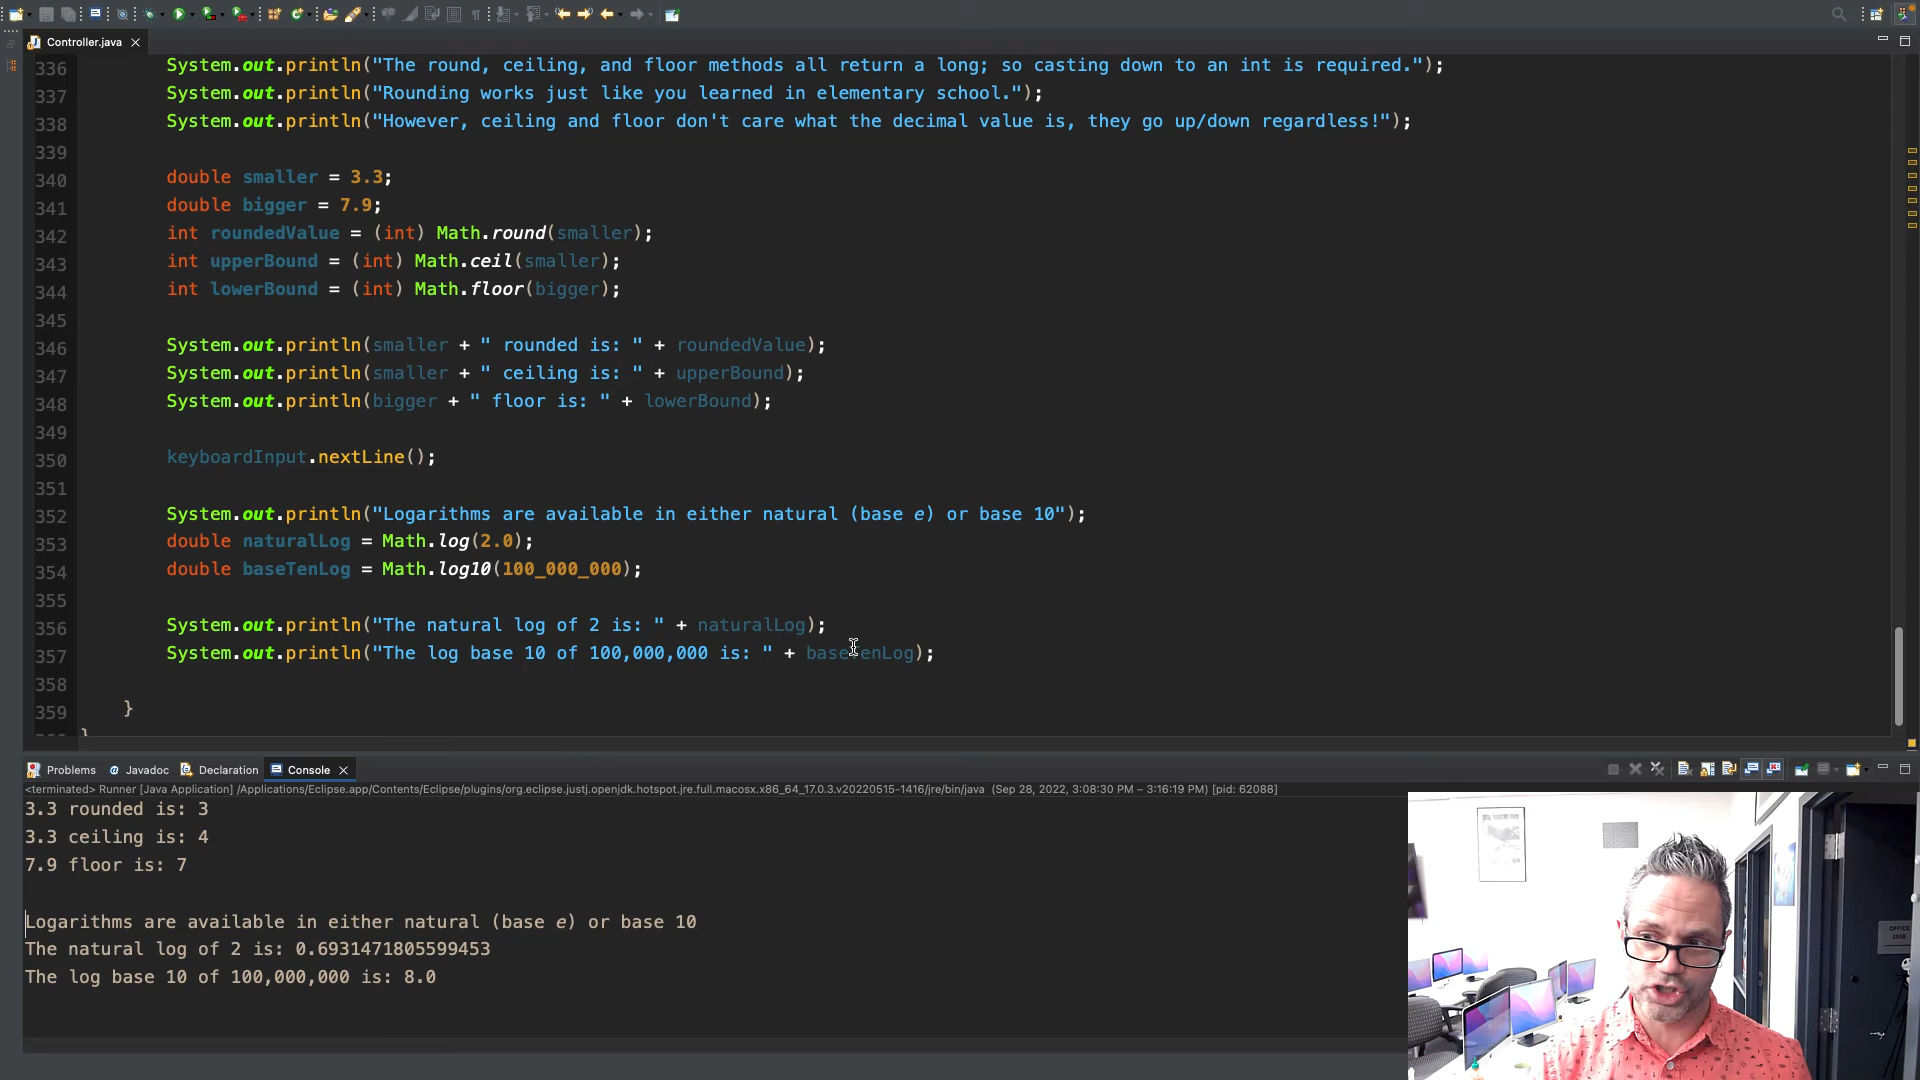 Controller.java
336 System.out.println("The round, ceiling, and floor methods all return a long; so casting down to an int is required.");
337 System.out.println("Rounding works just like you learned in elementary school.");
338 System.out.println("However, ceiling and floor don't care what the decimal value is, they go up/down regardless!");
339
340 double smaller = 3.3;
341 double bigger = 7.9;
342 int roundedValue = (int) Math.round(smaller);
343 int upperBound = (int) Math.ceil(smaller);
344 int lowerBound = (int) Math.floor(bigger);
345
346 System.out.println(smaller + " rounded is: " + roundedValue);
347 System.out.println(smaller + " ceiling is: " + upperBound);
348 System.out.println(bigger + " floor is: " + lowerBound);
349
350 keyboardInput.nextLine();
351
352 System.out.println("Logarithms are available in either natural (base e) or base 10");
353 double naturalLog = Math.log(2.0);
354 double baseTenLog = Math.log10(100_000_000);
355
356 System.out.println("The natural log of 2 is: " + naturalLog);
357 System.out.println("The log base 10 of 100,000,000 is: " + baseTenLog);
358
359 }
}
Problems Javadoc Declaration Console
<terminated> Runner [Java Application] /Applications/Eclipse.app/Contents/Eclipse/plugins/org.eclipse.justj.openjdk.hotspot.jre.full.macosx.x86_64_17.0.3.v20220515-1416/jre/bin/java (Sep 28, 2022, 3:08:30 PM – 3:16:19 PM) [pid: 62088]
3.3 rounded is: 3
3.3 ceiling is: 4
7.9 floor is: 7
Logarithms are available in either natural (base e) or base 10
The natural log of 2 is: 0.6931471805599453
The log base 10 of 100,000,000 is: 8.0
OFFICE